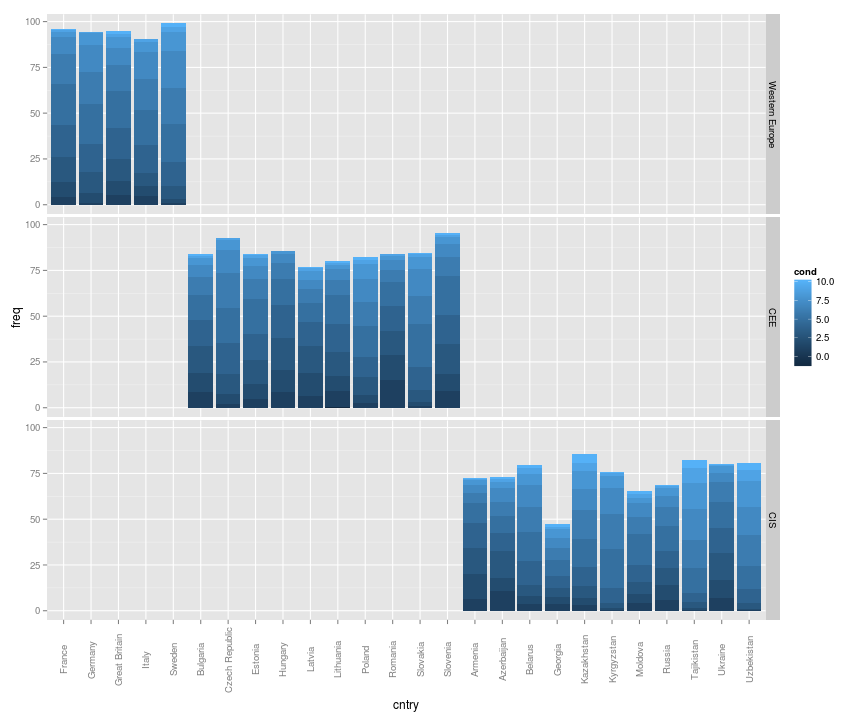 100
75
50
25
0
Western Europe
100
75
50
25
0
CEE
100
75
50
25
0
CIS
freq
cond
10.0
7.5
5.0
2.5
0.0
France
Germany
Great Britain
Italy
Sweden
Bulgaria
Czech Republic
Estonia
Hungary
Latvia
Lithuania
Poland
Romania
Slovakia
Slovenia
Armenia
Azerbaijan
Belarus
Georgia
Kazakhstan
Kyrgyzstan
Moldova
Russia
Tajikistan
Ukraine
Uzbekistan
cntry